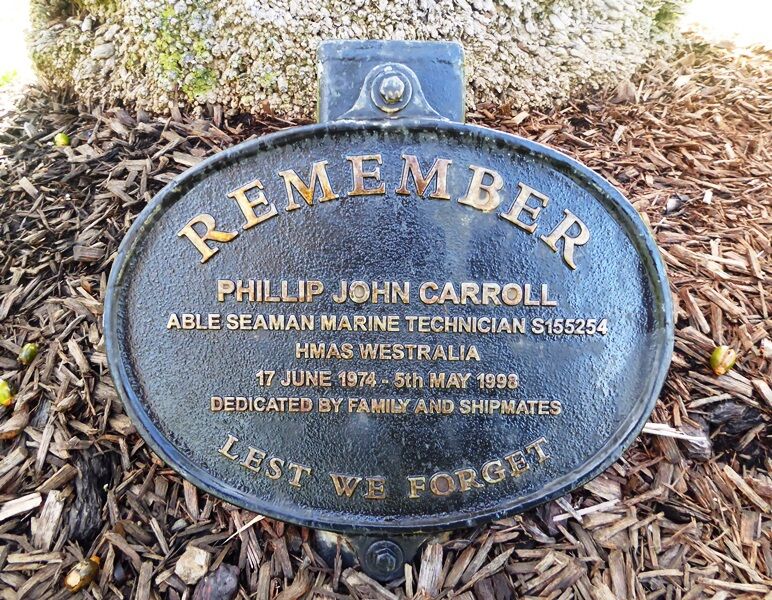 REMEMBER
PHILLIP JOHN CARROLL
ABLE SEAMAN MARINE TECHNICIAN S155254
HMAS WESTRALIA
17 JUNE 1974 - 5th MAY 1998
DEDICATED BY FAMILY AND SHIPMATES
LEST WE FORGET